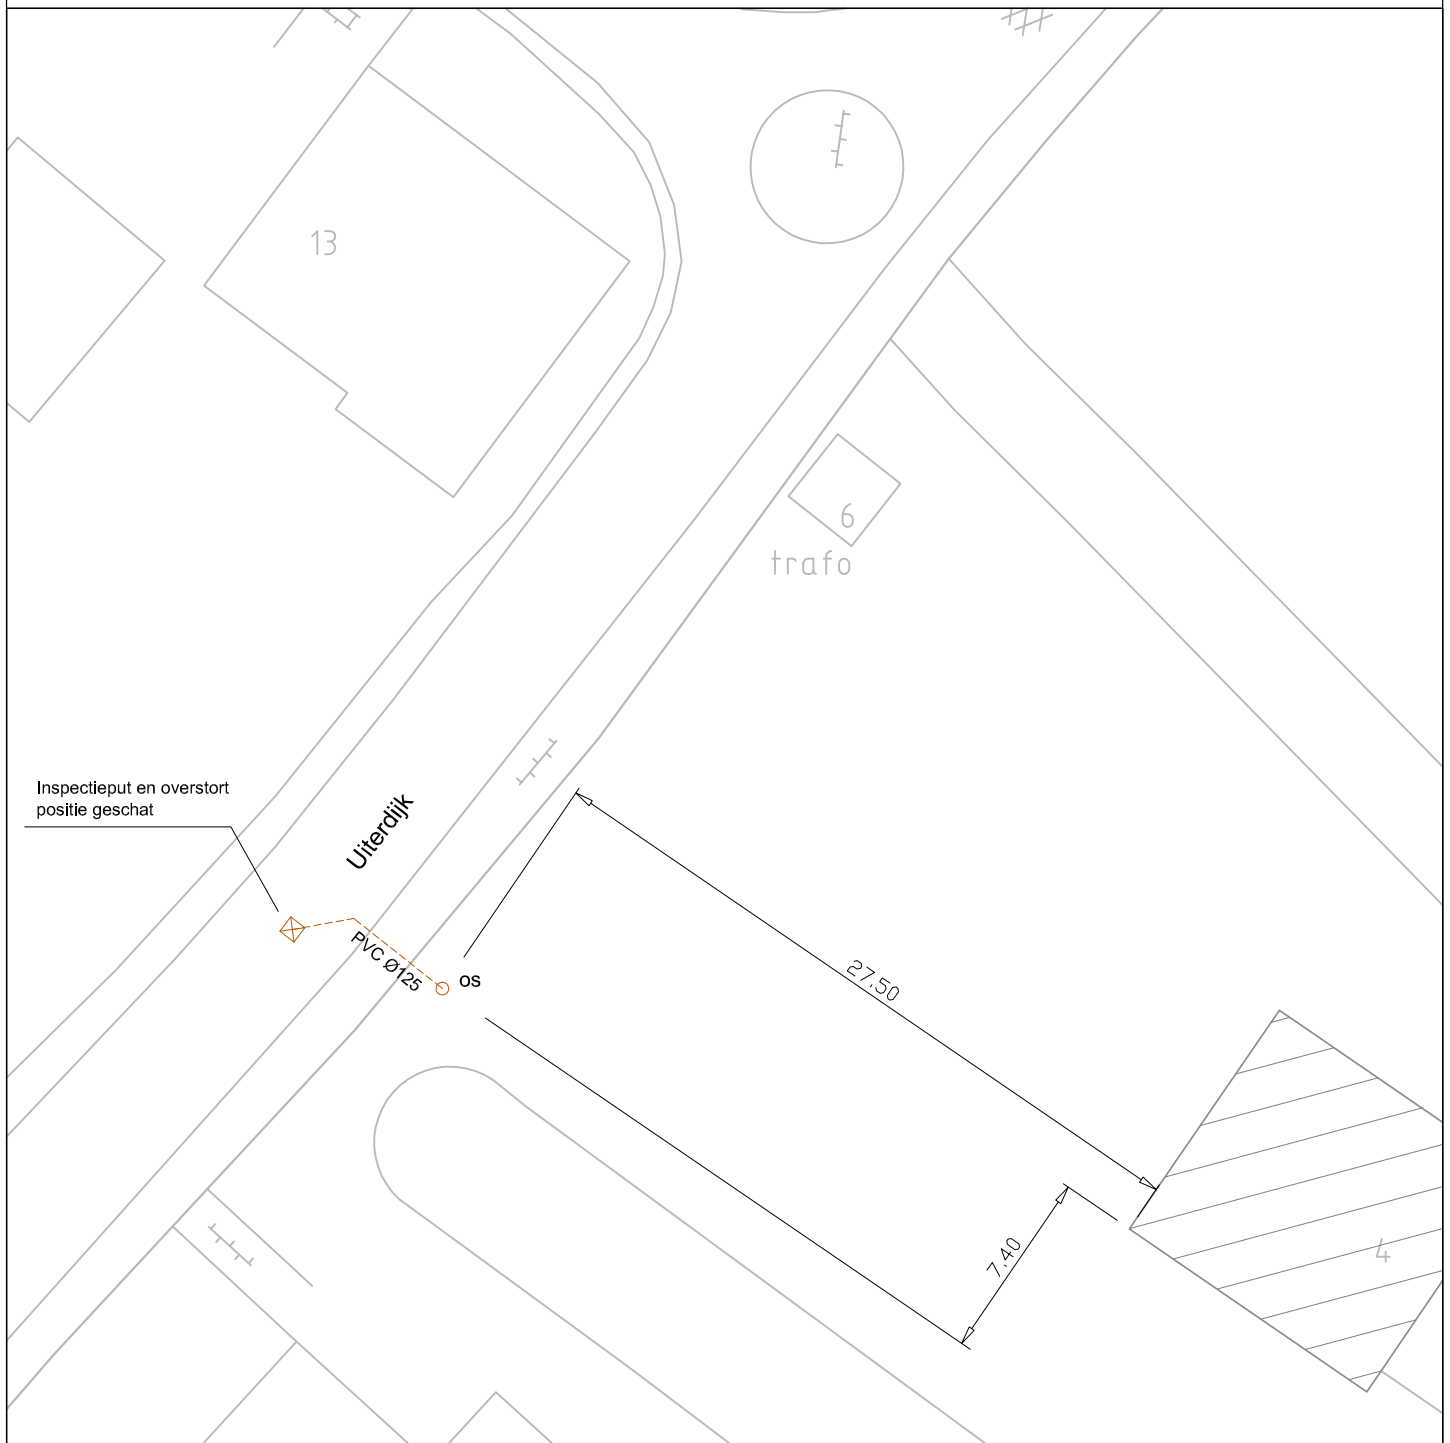 13
6
trafo
Inspectieput en overstort
positie geschat
Uiterdijk
PVC Ø125
os
27.50
7.40
4